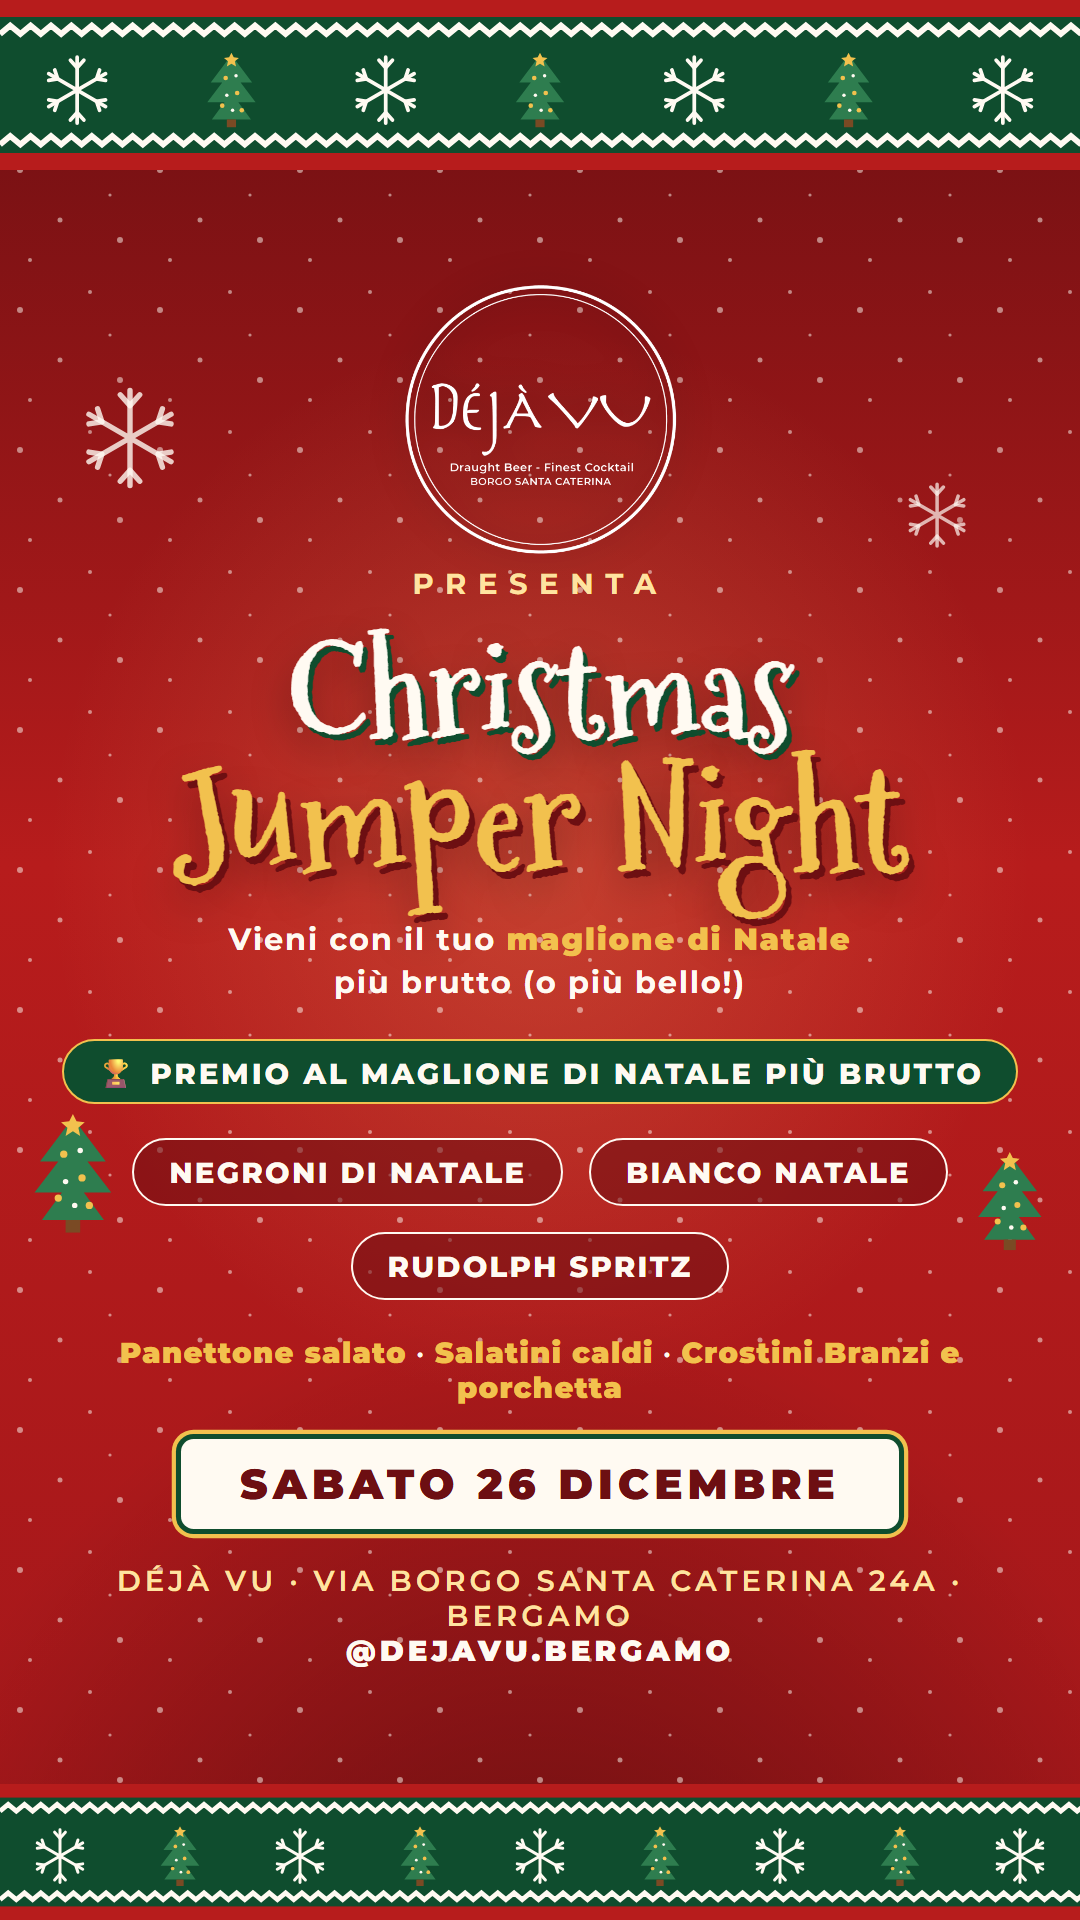 DÉJÀ VU
Draught Beer - Finest Cocktail
BORGO SANTA CATERINA
PRESENTA
Christmas
Jumper Night
Vieni con il tuo maglione di Natale
più brutto (o più bello!)
🏆 PREMIO AL MAGLIONE DI NATALE PIÙ BRUTTO
NEGRONI DI NATALE
BIANCO NATALE
RUDOLPH SPRITZ
Panettone salato · Salatini caldi · Crostini Branzi e
porchetta
SABATO 26 DICEMBRE
DÉJÀ VU · VIA BORGO SANTA CATERINA 24A ·
BERGAMO
@DEJAVU.BERGAMO